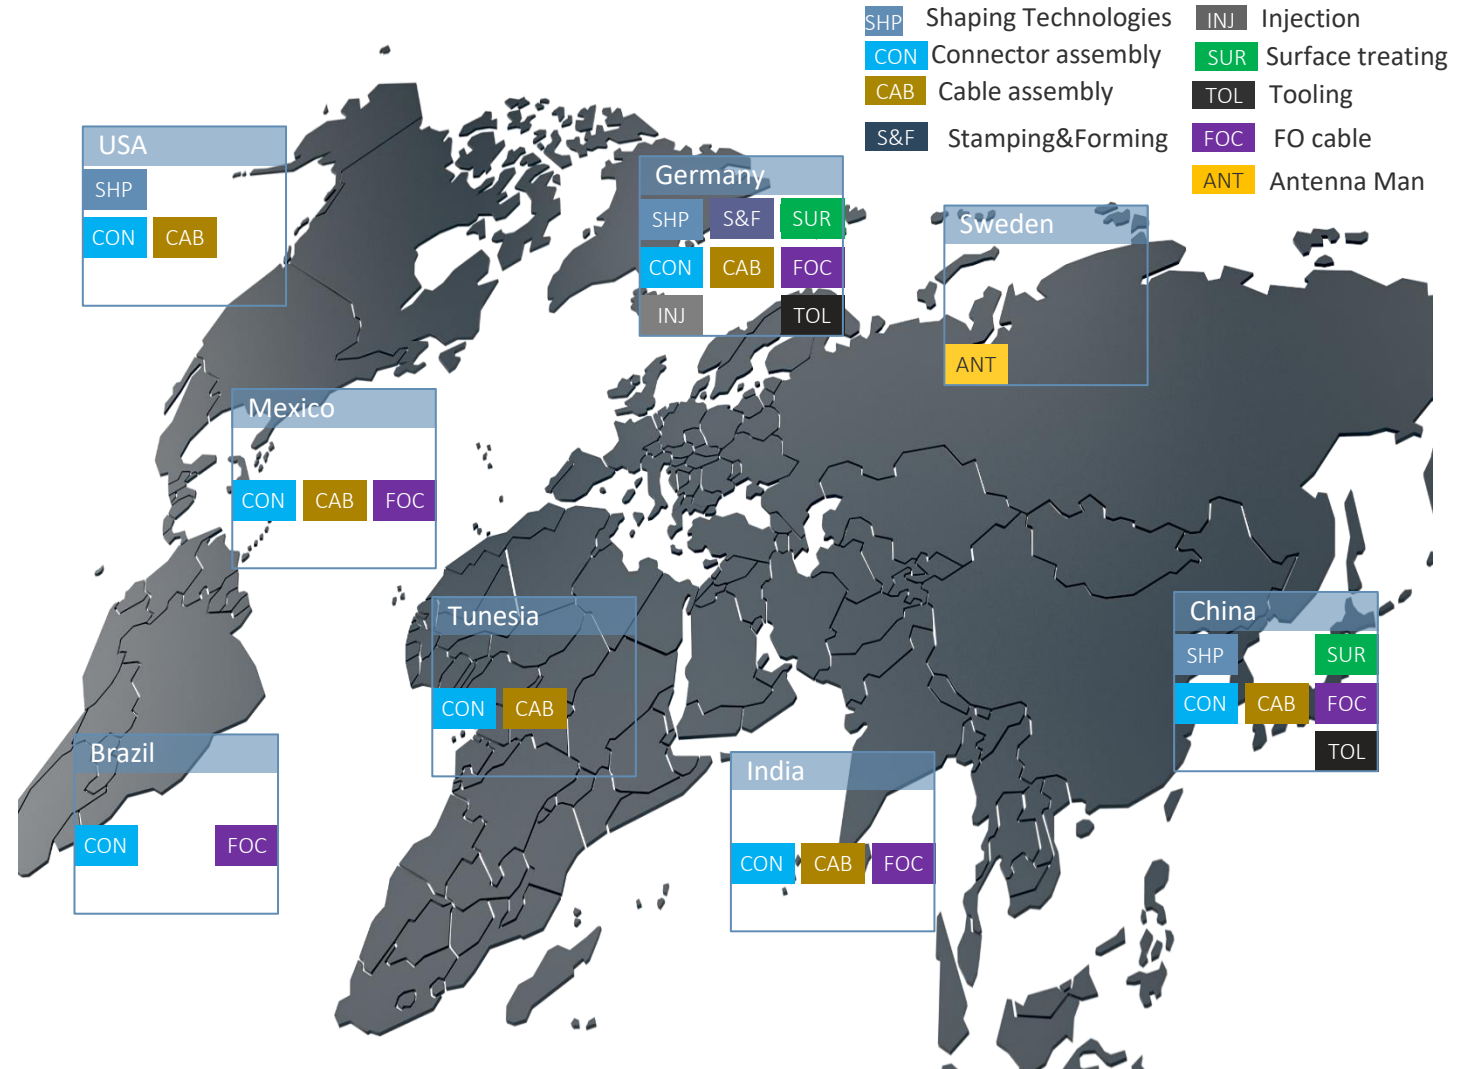 SHP Shaping Technologies
INJ Injection
CON Connector assembly
SUR Surface treating
CAB Cable assembly
TOL Tooling
S&F Stamping&Forming
FOC FO cable
ANT Antenna Man
USA
SHP
CON CAB
Germany
SHP S&F SUR
CON CAB FOC
INJ TOL
Sweden
ANT
Mexico
CON CAB FOC
Tunesia
CON CAB
China
SHP SUR
CON CAB FOC
TOL
Brazil
CON FOC
India
CON CAB FOC